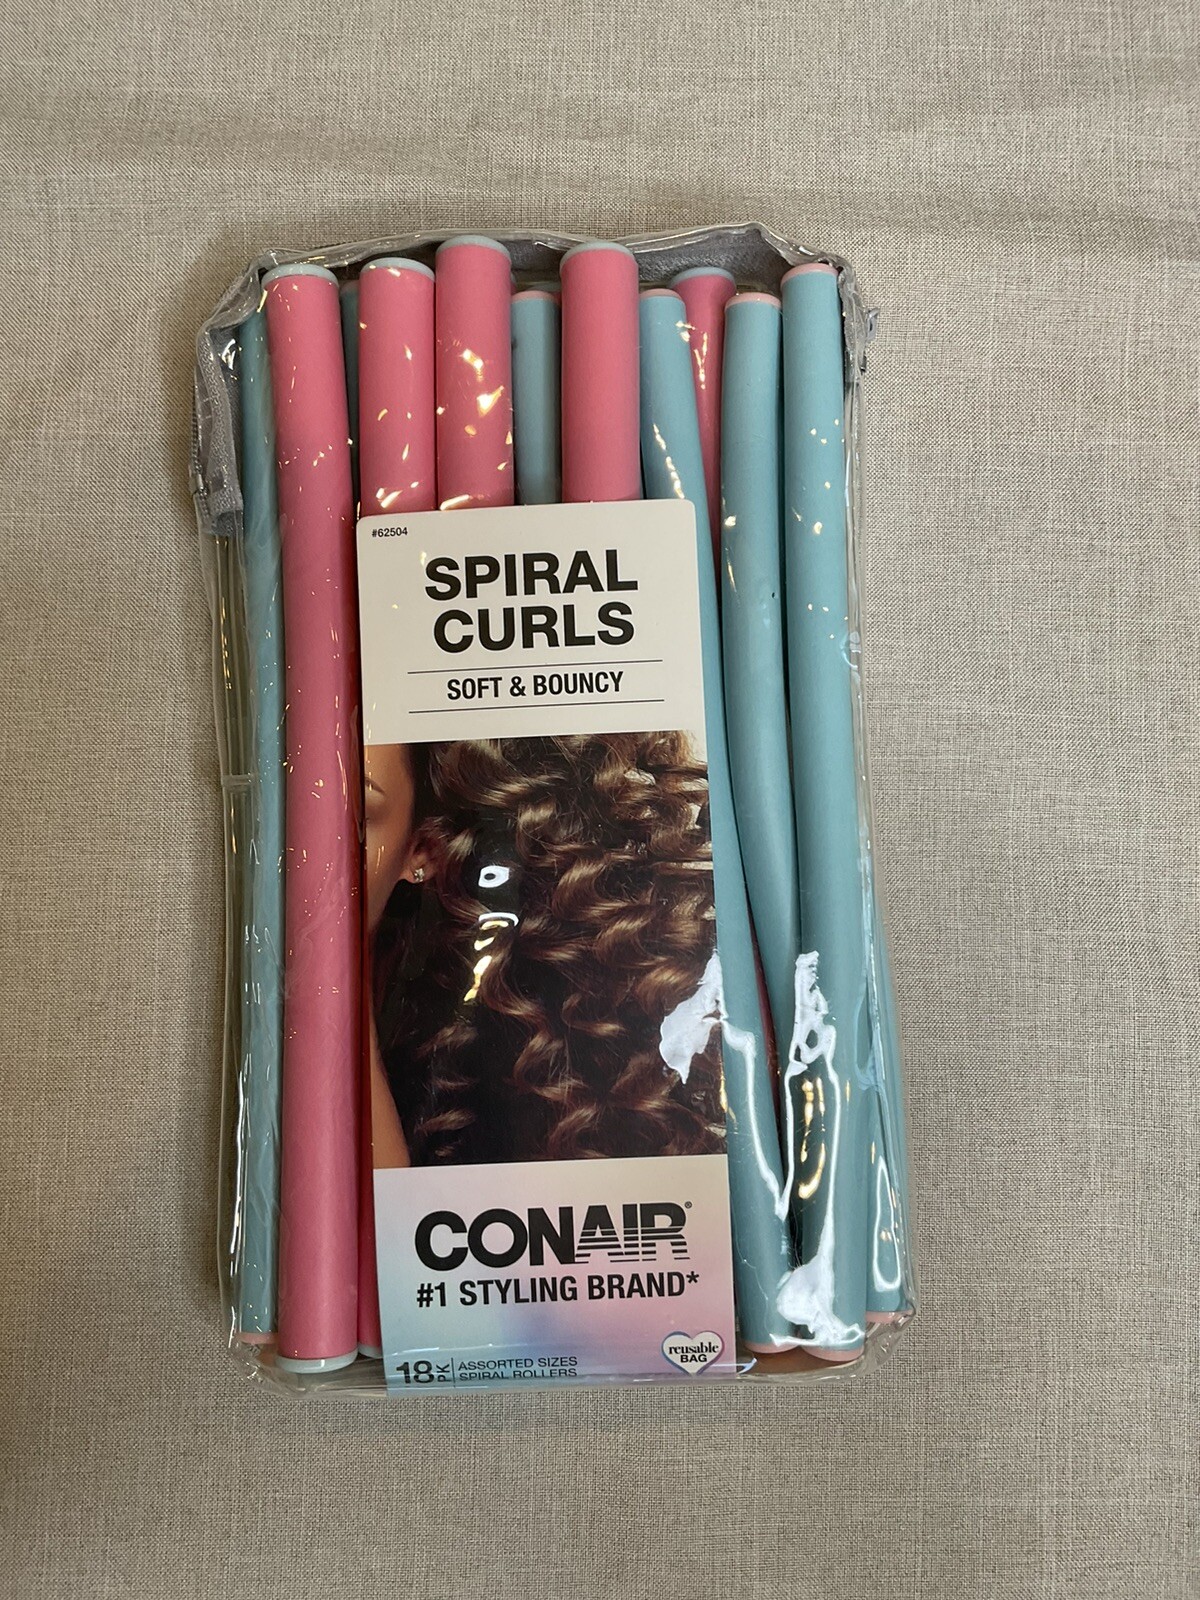 #62504
SPIRAL
CURLS
SOFT & BOUNCY
CONAIR®
#1 STYLING BRAND*
18 PK
ASSORTED SIZES
SPIRAL ROLLERS
reusable
BAG